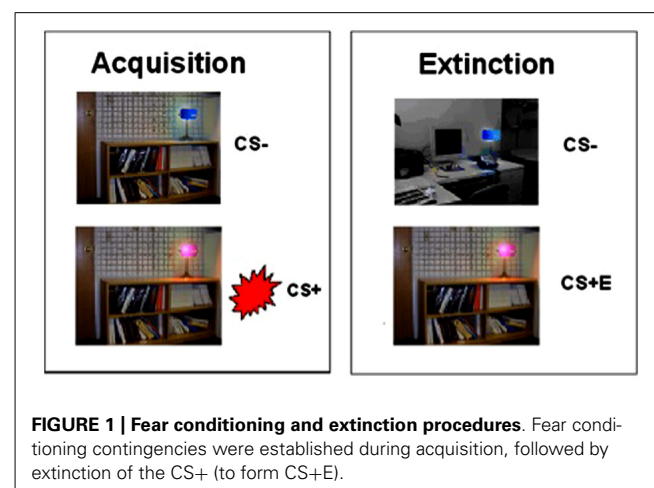 Acquisition
CS-
CS+
Extinction
CS-
CS+E
FIGURE 1 | Fear conditioning and extinction procedures. Fear condi-
tioning contingencies were established during acquisition, followed by
extinction of the CS+ (to form CS+E).